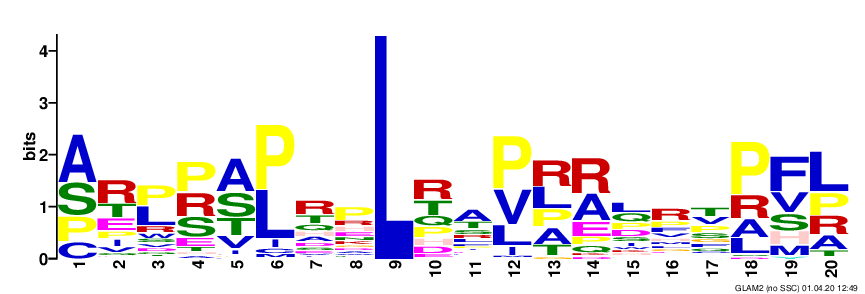 bits
4
3
2
1
0
A S P C
R T E
P L R
P R S E
A S T V
P L I
R T Q A
P R
L
R T Q P
A T
P V L I
R L P A T
R A E P Q
L Q P
R P
T V
P R A L
F V S H M
L P R A T
1 2 3 4 5 6 7 8 9 10 11 12 13 14 15 16 17 18 19 20
GLAM2 (no SSC) 01.04.20 12:49